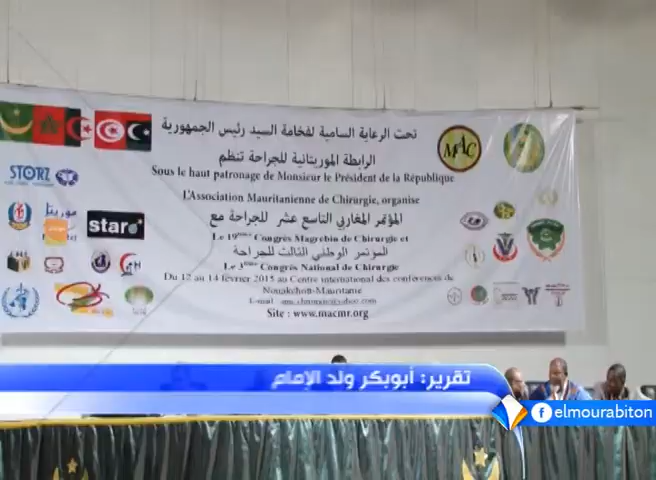 تحت الرعاية السامية لفخامة السيد رئيس الجمهورية
الرابطة الموريتانية للجراحة تنظم
Sous le haut patronage de Monsieur le Président de la République
L'Association Mauritanienne de Chirurgie, organise
المؤتمر المغاربي التاسع عشر للجراحة مع
Le 19ème Congrès Magrebin de Chirurgie et
المؤتمر الوطني الثالث للجراحة
Le 3ème Congrès National de Chirurgie
Du 12 au 14 février 2015 au Centre international des conferences de
Nouakchott-Mauritanie
E-mail
Site : www.macmr.org
MAC
STORZ
star
تقرير: أبوبكر ولد الإمام
elmourabiton